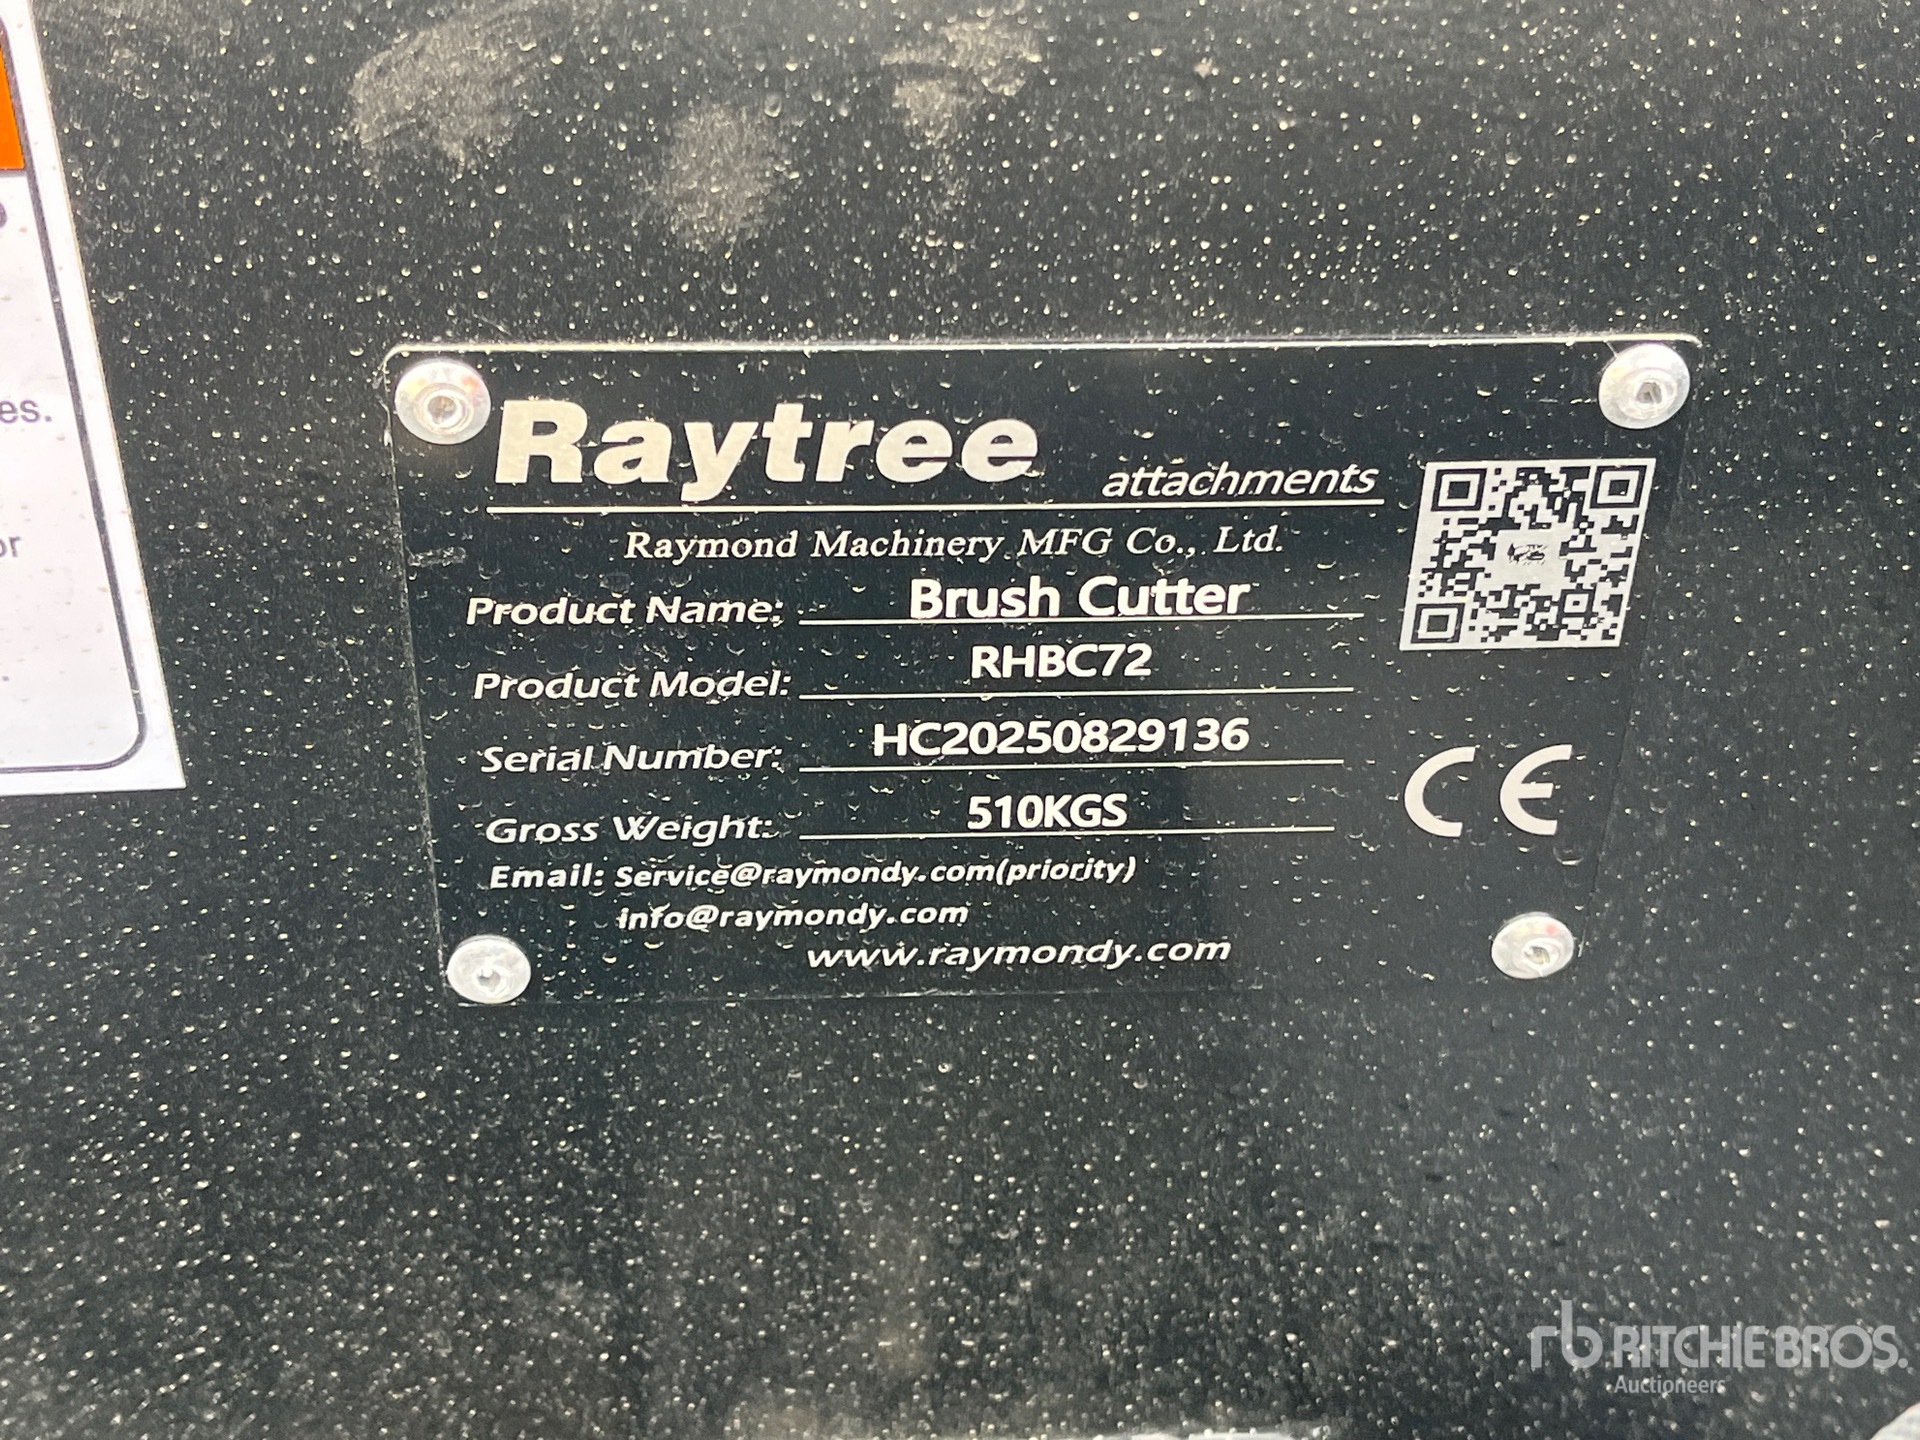 es.
or
Raytree attachments
Raymond Machinery MFG Co., Ltd.
Product Name: Brush Cutter
Product Model: RHBC72
Serial Number: HC20250829136
Gross Weight: 510KGS
Email: Service@raymondy.com(priority)
info@raymondy.com
www.raymondy.com
CE
rb RITCHIE BROS.
Auctioneers